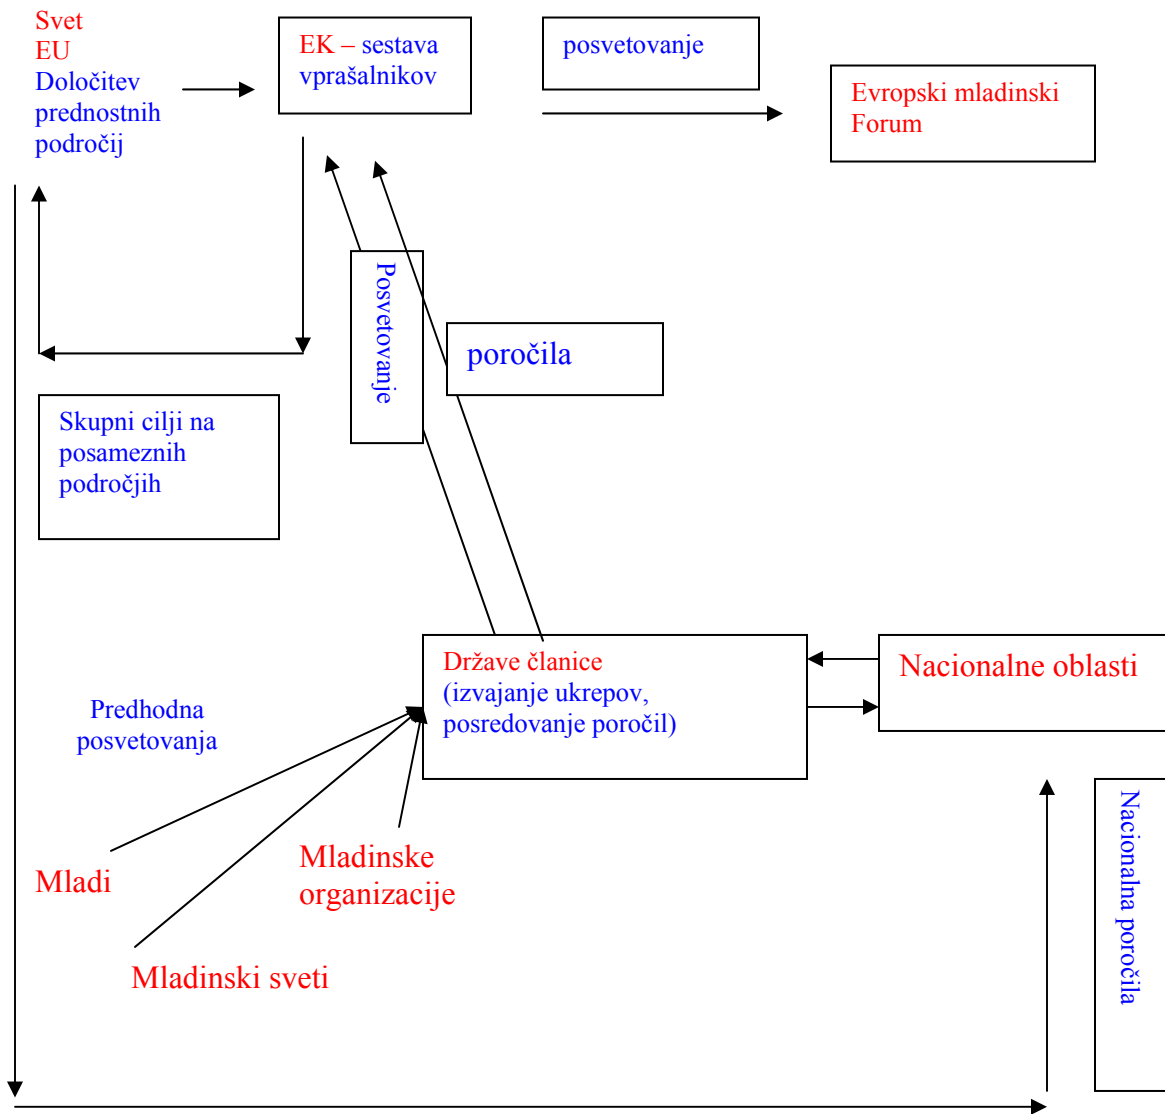 Svet
EU
Določitev
prednostnih
področij
EK – sestava
vprašalnikov
posvetovanje
Evropski mladinski
Forum
Posvetovanje
poročila
Skupni cilji na
posameznih
področjih
Države članice
(izvajanje ukrepov,
posredovanje poročil)
Nacionalne oblasti
Predhodna
posvetovanja
Nacionalna poročila
Mladi
Mladinske
organizacije
Mladinski sveti